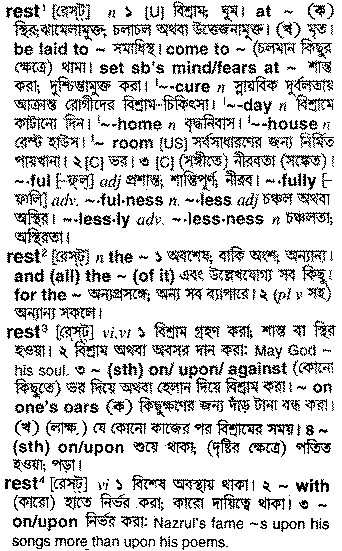 rest¹ [রেস্‌ট্] n ১ [U] বিশ্রাম; ঘুম। at ~ (ক)
স্থির; ঝামেলামুক্ত; চলাচল অথবা উত্তেজনামুক্ত। (খ) মৃত।
be laid to ~ সমাধিস্থ। come to ~ (চলমান কিছুর
ক্ষেত্রে) থামা। set sb's mind/fears at ~ শান্ত
করা; দুশ্চিন্তামুক্ত করা। '~-cure n স্নায়বিক দুর্বলতায়
আক্রান্ত রোগীদের বিশ্রাম-চিকিৎসা। '~-day n বিশ্রামে
কাটানো দিন। '~-home n বৃদ্ধনিবাস। '~-house n
রেস্ট হাউস। '~ room [US] সর্বসাধারণের জন্য নির্মিত
পায়খানা। ২ [C] ভর। ৩ [C] (সঙ্গীতে) নীরবতা (সঙ্কেত)।
~·ful [-ফ্‌ল্] adj প্রশান্ত; শান্তিপূর্ণ; নীরব। ~·fully [-
ফালি] adv. ~·ful·ness n. ~·less adj চঞ্চল অথবা
অস্থির। ~·less·ly adv. ~·less·ness n চঞ্চলতা;
অস্থিরতা।
rest² [রেস্‌ট্] n the ~ ১ অবশেষ; বাকি অংশ; অন্যান্য।
and (all) the ~ (of it) এবং উল্লেখযোগ্য সব কিছু।
for the ~ অন্যপ্রসঙ্গে; অন্য সব ব্যাপারে। ২ (pl v সহ)
অন্যান্য সকলে।
rest³ [রেস্‌ট্] vi,vt ১ বিশ্রাম গ্রহণ করা; শান্ত বা স্থির
হওয়া। ২ বিশ্রাম অথবা অবসর দান করা: May God ~
his soul. ৩ ~ (sth) on/ upon/ against (কোনো
কিছুতে) ভর দিয়ে অথবা হেলান দিয়ে বিশ্রাম করা। ~ on
one's oars (ক) কিছুক্ষণের জন্য দাঁড় টানা বন্ধ করা।
(খ) (লাক্ষ.) যে কোনো কাজের পর বিশ্রামের সময়। ৪ ~
(sth) on/upon শুয়ে থাকা; (দৃষ্টির ক্ষেত্রে) পতিত
হওয়া; পড়া।
rest⁴ [রেস্‌ট্] vi ১ বিশেষ অবস্থায় থাকা। ২ ~ with
(কারো) হাতে নির্ভর করা; কারো দায়িত্বে থাকা। ৩ ~
on/upon নির্ভর করা: Nazrul's fame ~s upon his
songs more than upon his poems.